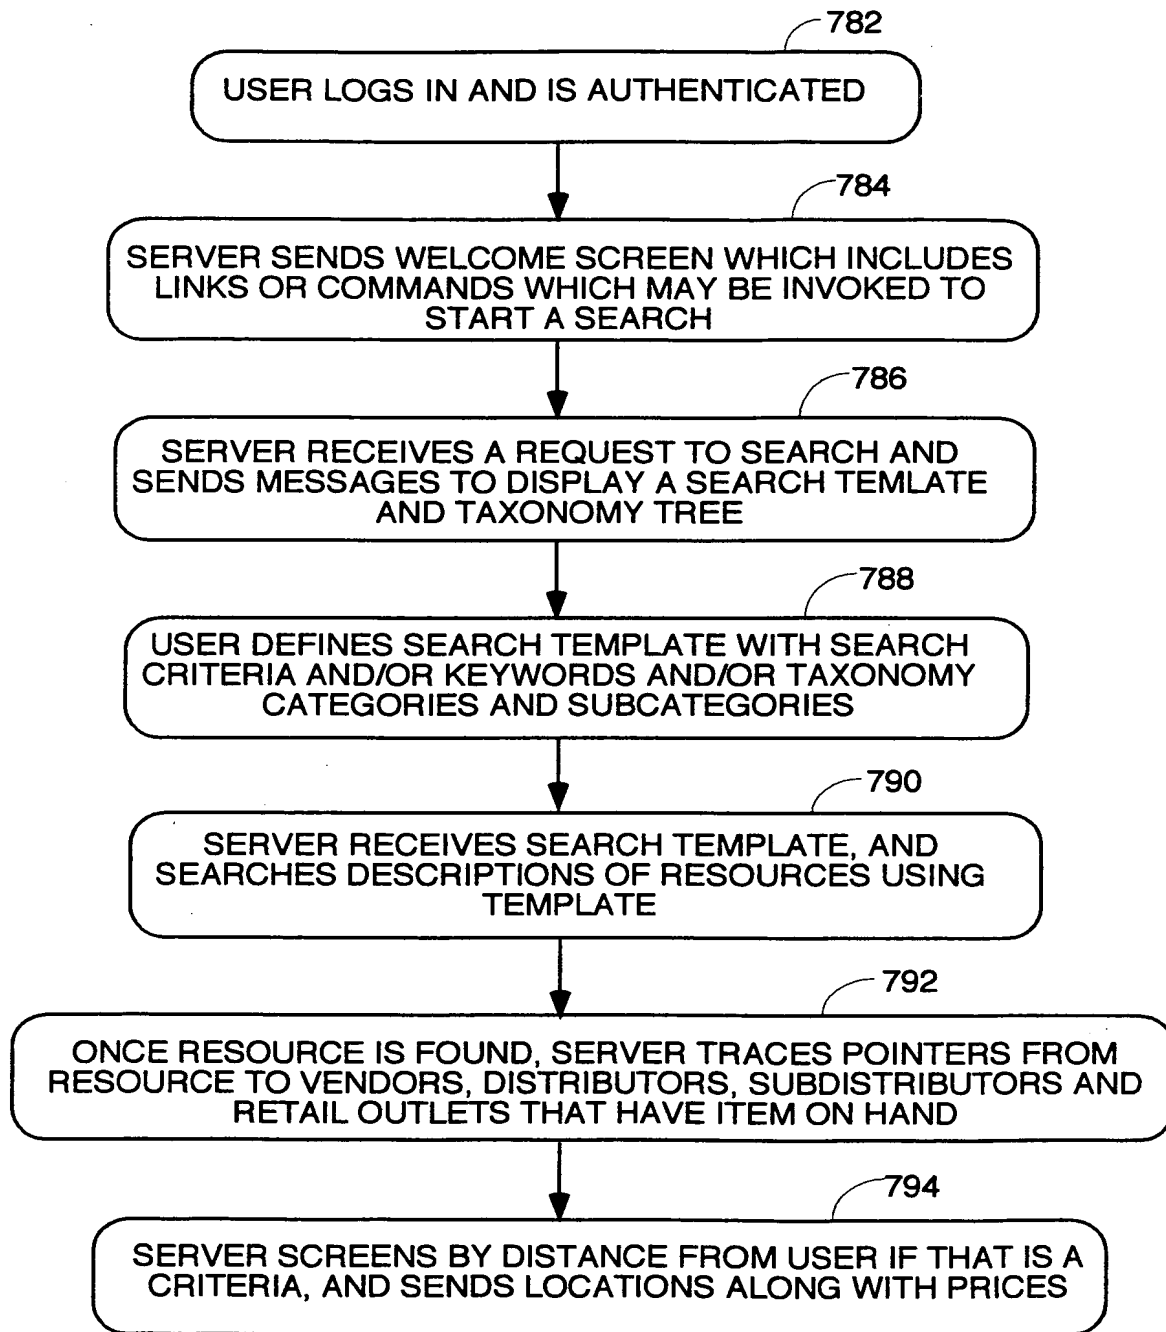 782
USER LOGS IN AND IS AUTHENTICATED
784
SERVER SENDS WELCOME SCREEN WHICH INCLUDES
LINKS OR COMMANDS WHICH MAY BE INVOKED TO
START A SEARCH
786
SERVER RECEIVES A REQUEST TO SEARCH AND
SENDS MESSAGES TO DISPLAY A SEARCH TEMLATE
AND TAXONOMY TREE
788
USER DEFINES SEARCH TEMPLATE WITH SEARCH
CRITERIA AND/OR KEYWORDS AND/OR TAXONOMY
CATEGORIES AND SUBCATEGORIES
790
SERVER RECEIVES SEARCH TEMPLATE, AND
SEARCHES DESCRIPTIONS OF RESOURCES USING
TEMPLATE
792
ONCE RESOURCE IS FOUND, SERVER TRACES POINTERS FROM
RESOURCE TO VENDORS, DISTRIBUTORS, SUBDISTRIBUTORS AND
RETAIL OUTLETS THAT HAVE ITEM ON HAND
794
SERVER SCREENS BY DISTANCE FROM USER IF THAT IS A
CRITERIA, AND SENDS LOCATIONS ALONG WITH PRICES